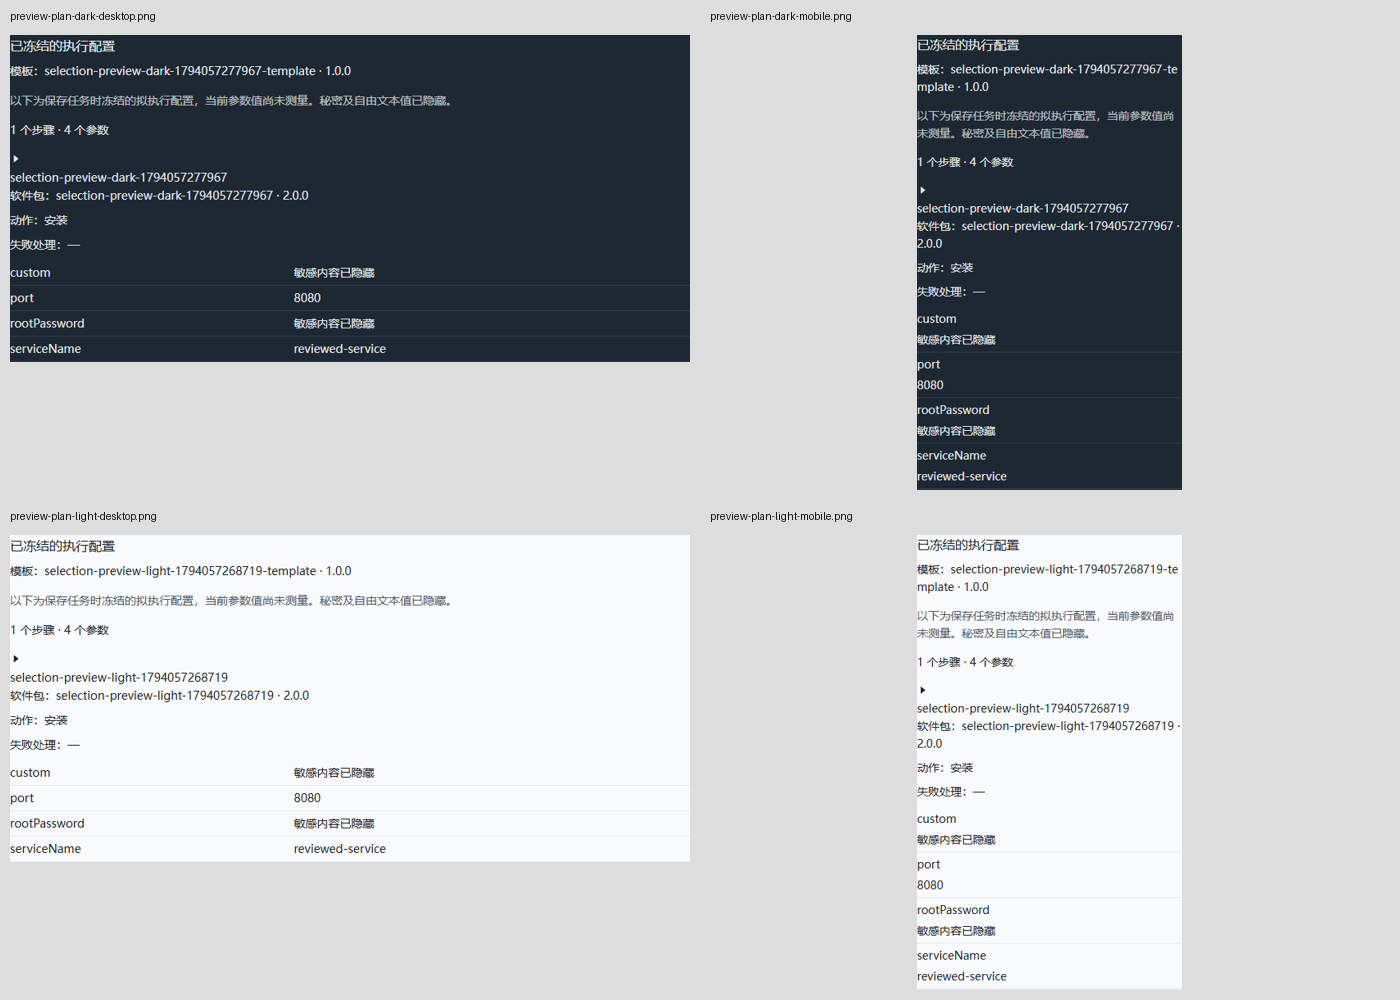 preview-plan-dark-desktop.png
已冻结的执行配置
模板：selection-preview-dark-1794057277967-template · 1.0.0
以下为保存任务时冻结的拟执行配置，当前参数值尚未测量。秘密及自由文本值已隐藏。
1 个步骤 · 4 个参数
selection-preview-dark-1794057277967
软件包：selection-preview-dark-1794057277967 · 2.0.0
动作：安装
失败处理：—
custom 敏感内容已隐藏
port 8080
rootPassword 敏感内容已隐藏
serviceName reviewed-service
preview-plan-dark-mobile.png
已冻结的执行配置
模板：selection-preview-dark-1794057277967-te
mplate · 1.0.0
以下为保存任务时冻结的拟执行配置，当前参数值尚
未测量。秘密及自由文本值已隐藏。
1 个步骤 · 4 个参数
selection-preview-dark-1794057277967
软件包：selection-preview-dark-1794057277967 ·
2.0.0
动作：安装
失败处理：—
custom
敏感内容已隐藏
port
8080
rootPassword
敏感内容已隐藏
serviceName
reviewed-service
preview-plan-light-desktop.png
已冻结的执行配置
模板：selection-preview-light-1794057268719-template · 1.0.0
以下为保存任务时冻结的拟执行配置，当前参数值尚未测量。秘密及自由文本值已隐藏。
1 个步骤 · 4 个参数
selection-preview-light-1794057268719
软件包：selection-preview-light-1794057268719 · 2.0.0
动作：安装
失败处理：—
custom 敏感内容已隐藏
port 8080
rootPassword 敏感内容已隐藏
serviceName reviewed-service
preview-plan-light-mobile.png
已冻结的执行配置
模板：selection-preview-light-1794057268719-te
mplate · 1.0.0
以下为保存任务时冻结的拟执行配置，当前参数值尚
未测量。秘密及自由文本值已隐藏。
1 个步骤 · 4 个参数
selection-preview-light-1794057268719
软件包：selection-preview-light-1794057268719 ·
2.0.0
动作：安装
失败处理：—
custom
敏感内容已隐藏
port
8080
rootPassword
敏感内容已隐藏
serviceName
reviewed-service